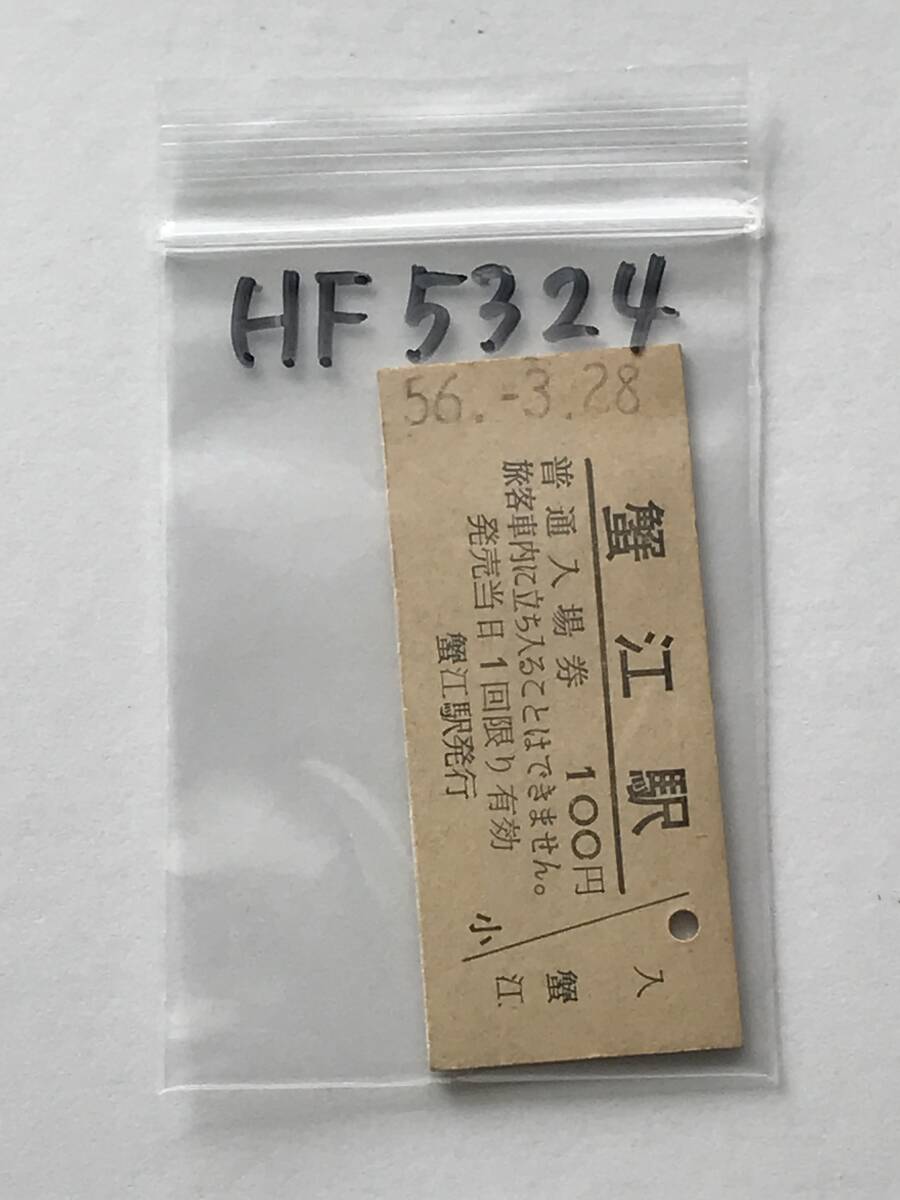 HF 5324
56.-3.28
蟹江駅
普通入場券 100円
旅客車内に立ち入ることはできません。
発売当日1回限り有効
蟹江駅発行
小
入
蟹
江